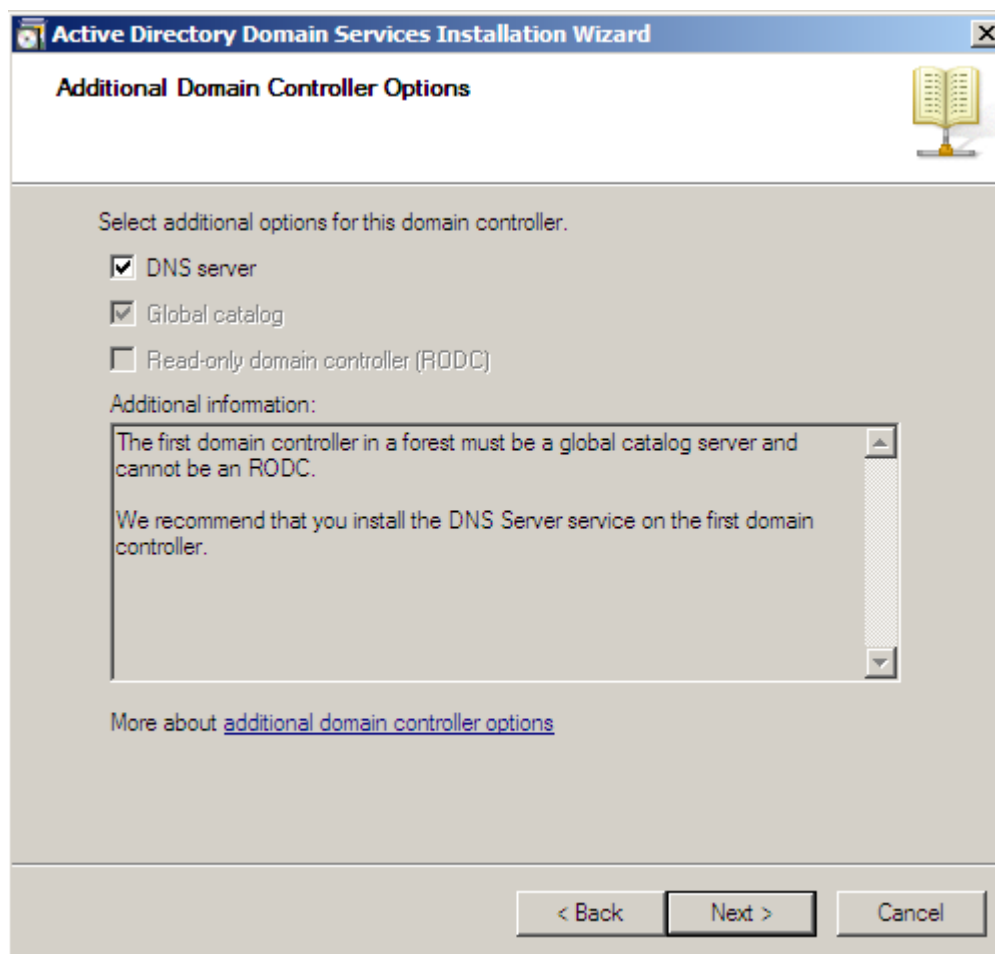 Active Directory Domain Services Installation Wizard
Additional Domain Controller Options
Select additional options for this domain controller.
DNS server
Global catalog
Read-only domain controller (RODC)
Additional information:
The first domain controller in a forest must be a global catalog server and
cannot be an RODC.
We recommend that you install the DNS Server service on the first domain
controller.
More about additional domain controller options
< Back
Next >
Cancel